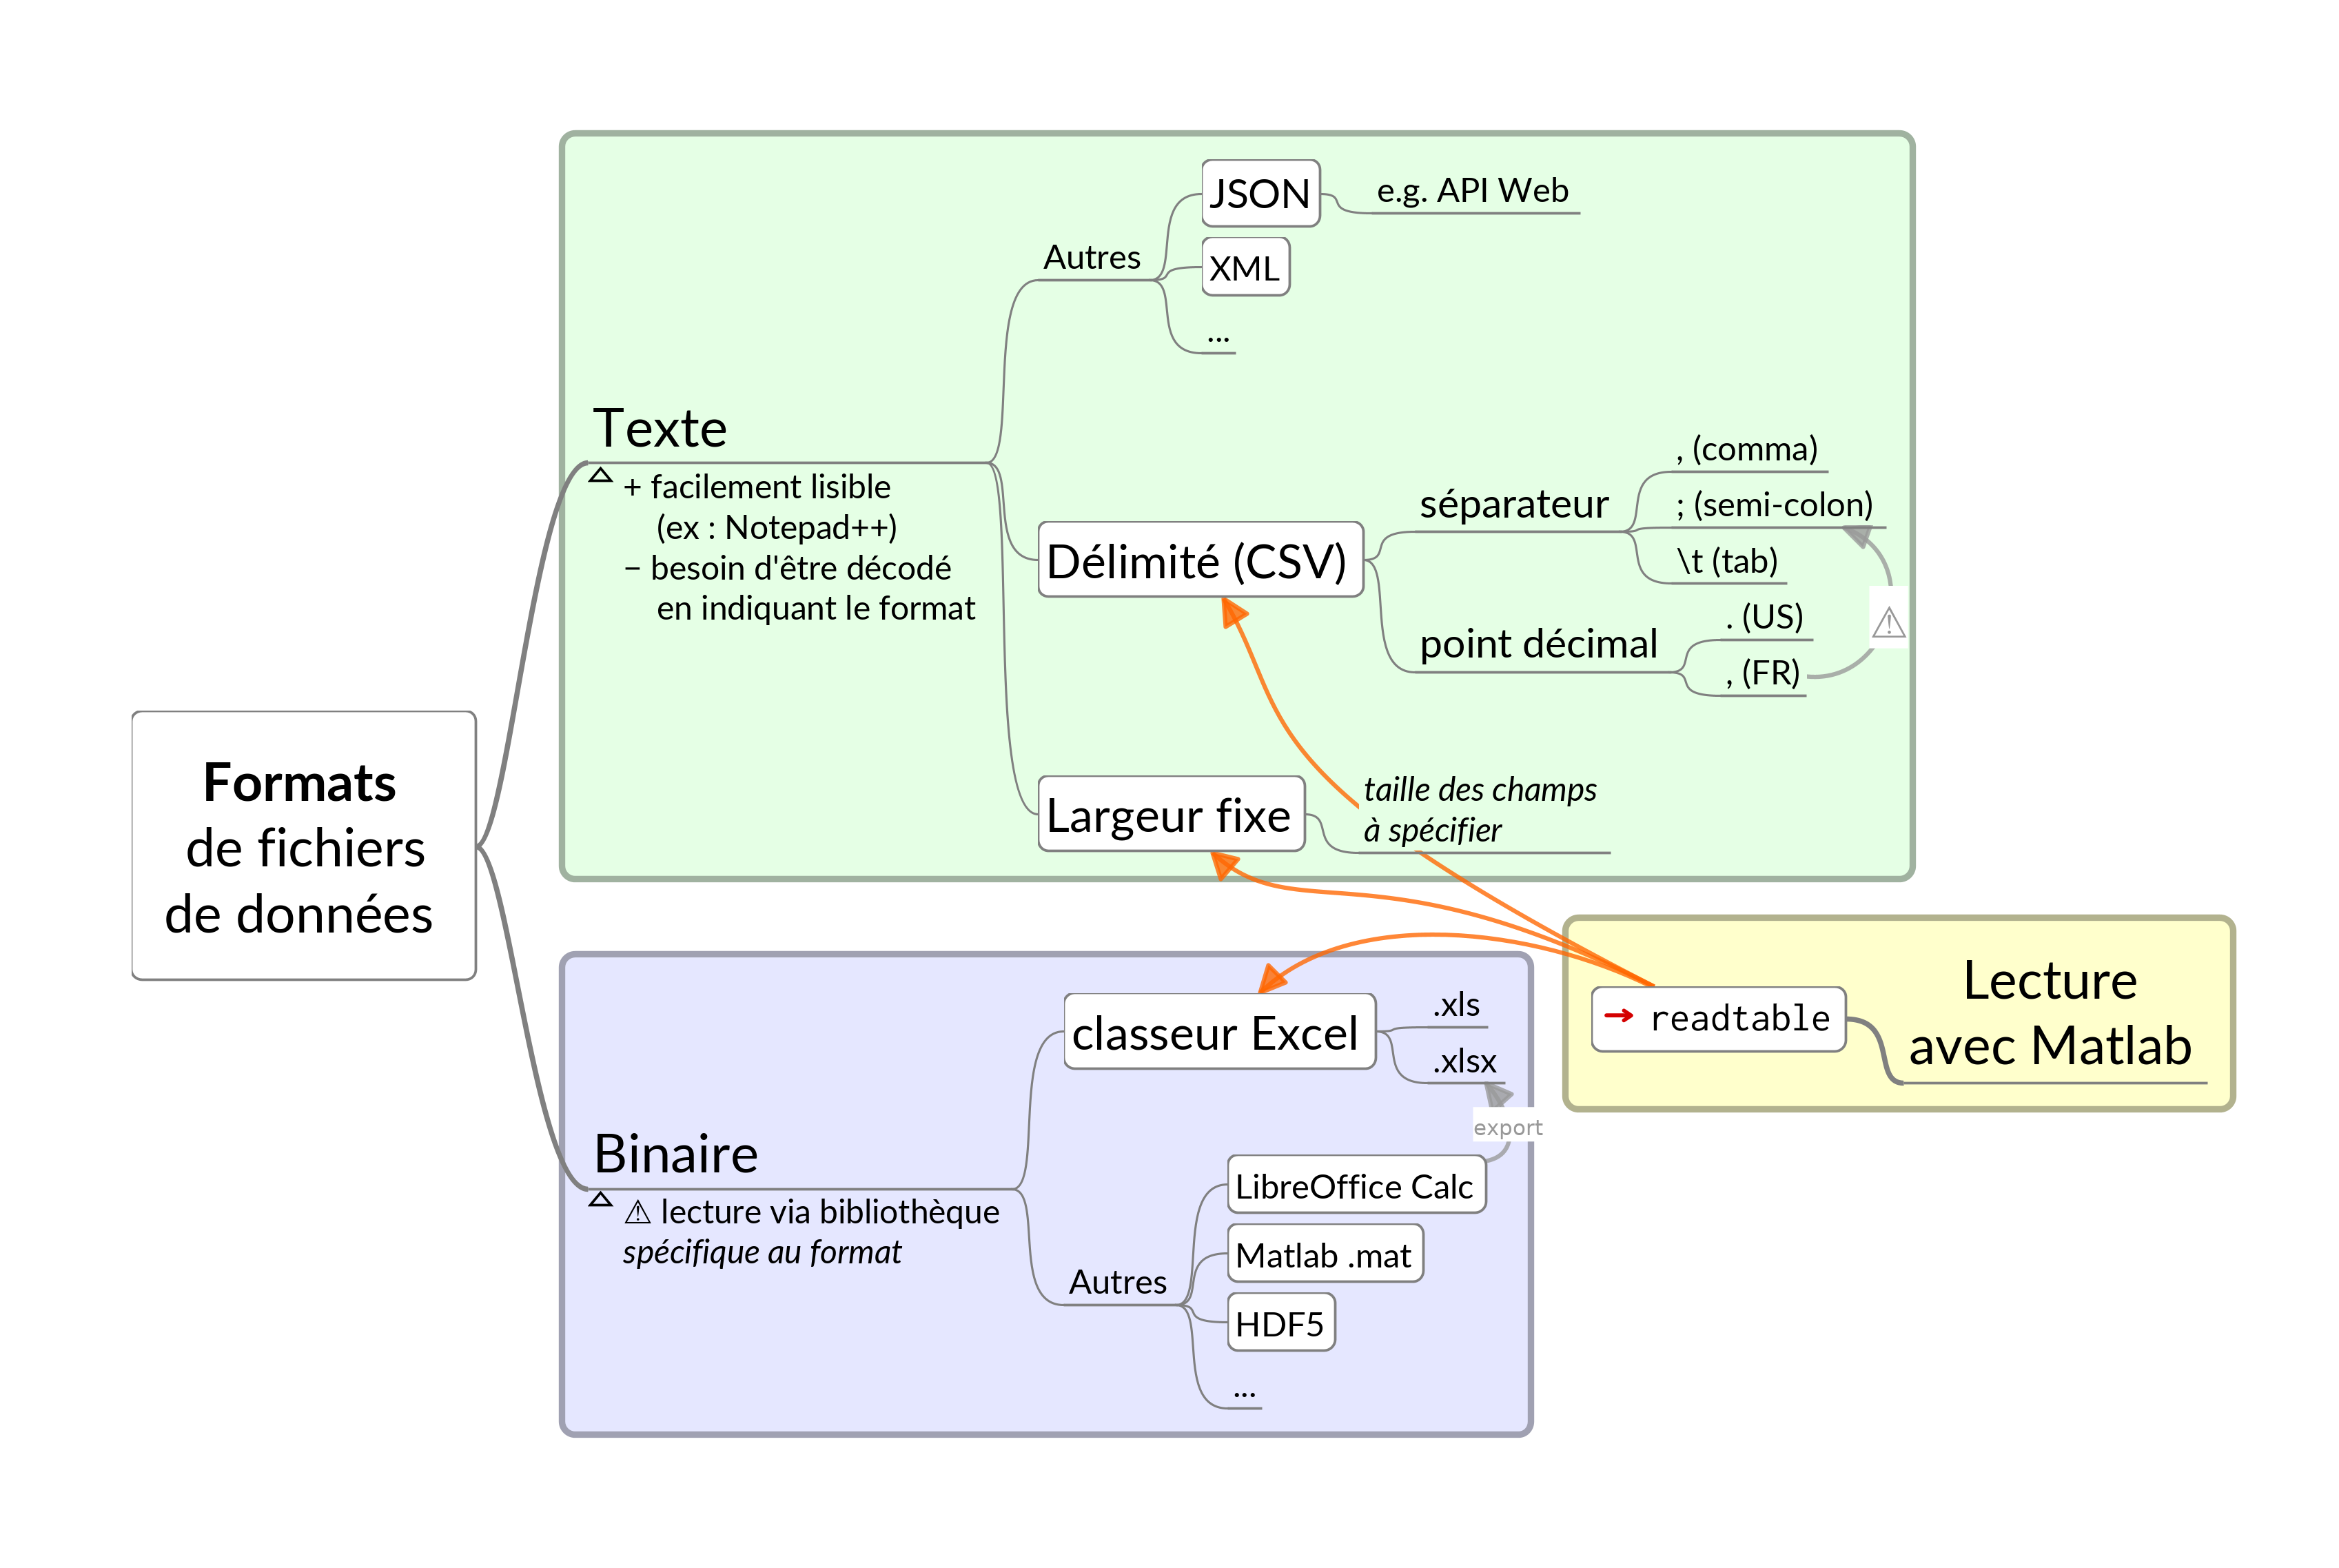 Formats
de fichiers
de données
Texte
+ facilement lisible
(ex : Notepad++)
− besoin d'être décodé
en indiquant le format
Autres
JSON
e.g. API Web
XML
...
Délimité (CSV)
séparateur
, (comma)
; (semi-colon)
\t (tab)
point décimal
. (US)
, (FR)
⚠
Largeur fixe
taille des champs
à spécifier
Binaire
⚠ lecture via bibliothèque
spécifique au format
classeur Excel
.xls
.xlsx
export
Autres
LibreOffice Calc
Matlab .mat
HDF5
...
→ readtable
Lecture
avec Matlab